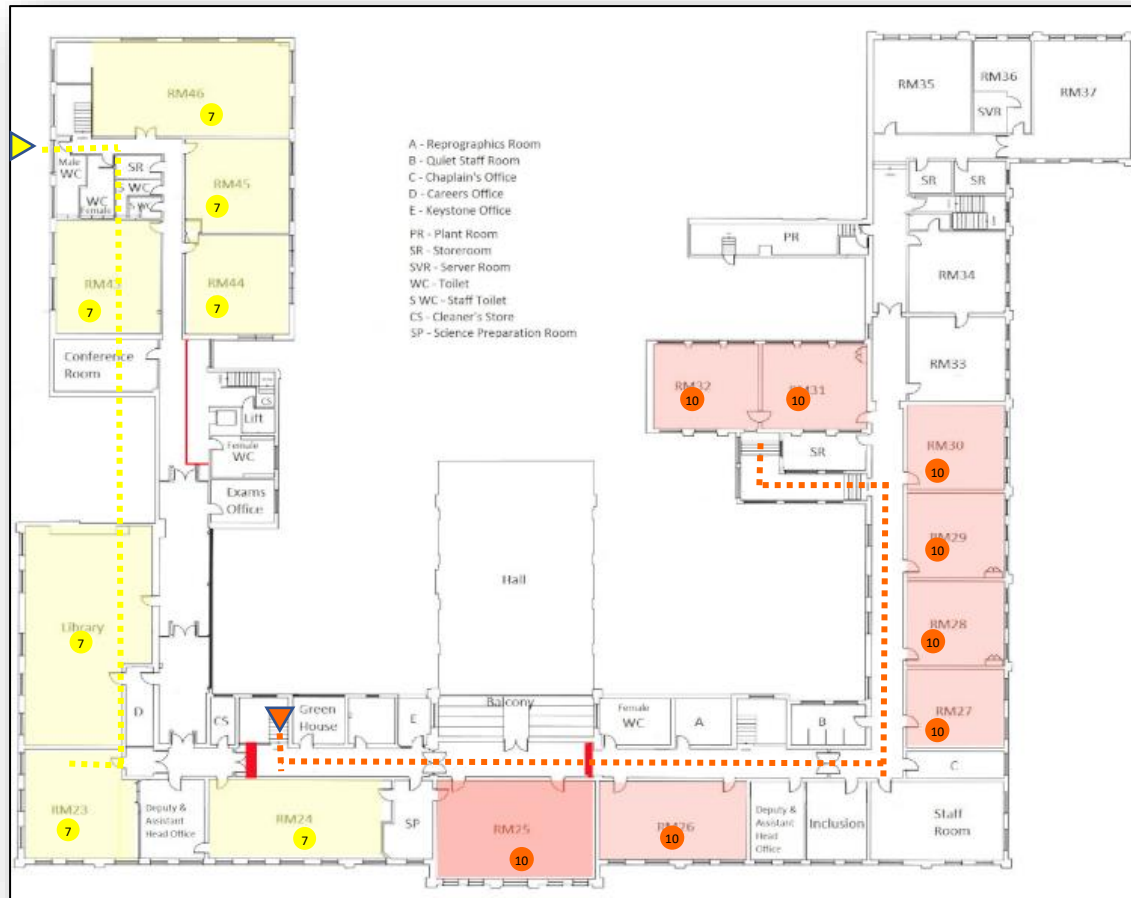 RM46
7
RM35
RM36
SVR
RM37
A - Reprographics Room
B - Quiet Staff Room
C - Chaplain's Office
D - Careers Office
E - Keystone Office
PR - Plant Room
SR - Storeroom
SVR - Server Room
WC - Toilet
S WC - Staff Toilet
CS - Cleaner's Store
SP - Science Preparation Room
Male
WC
WC
Female
SR
S WC
S WC
RM45
7
SR
SR
PR
RM34
RM43
7
RM44
7
Conference
Room
RM33
RM32
10
RM31
10
CS
Lift
Female
WC
SR
RM30
10
Exams
Office
RM29
10
Hall
Library
7
RM28
10
D
CS
Green
House
E
Balcony
Female
WC
A
B
RM27
10
C
RM23
7
Deputy &
Assistant
Head Office
RM24
7
SP
RM25
10
RM26
10
Deputy &
Assistant
Head
Office
Inclusion
Staff
Room